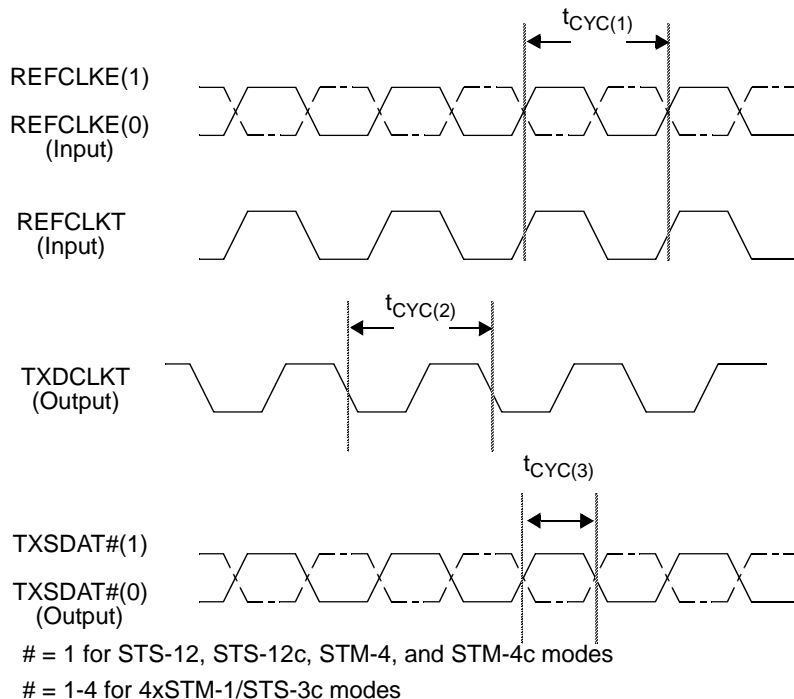 tCYC(1)
REFCLKE(1)
REFCLKE(0)
(Input)
REFCLKT
(Input)
tCYC(2)
TXDCLKT
(Output)
tCYC(3)
TXSDAT#(1)
TXSDAT#(0)
(Output)
# = 1 for STS-12, STS-12c, STM-4, and STM-4c modes
# = 1-4 for 4xSTM-1/STS-3c modes